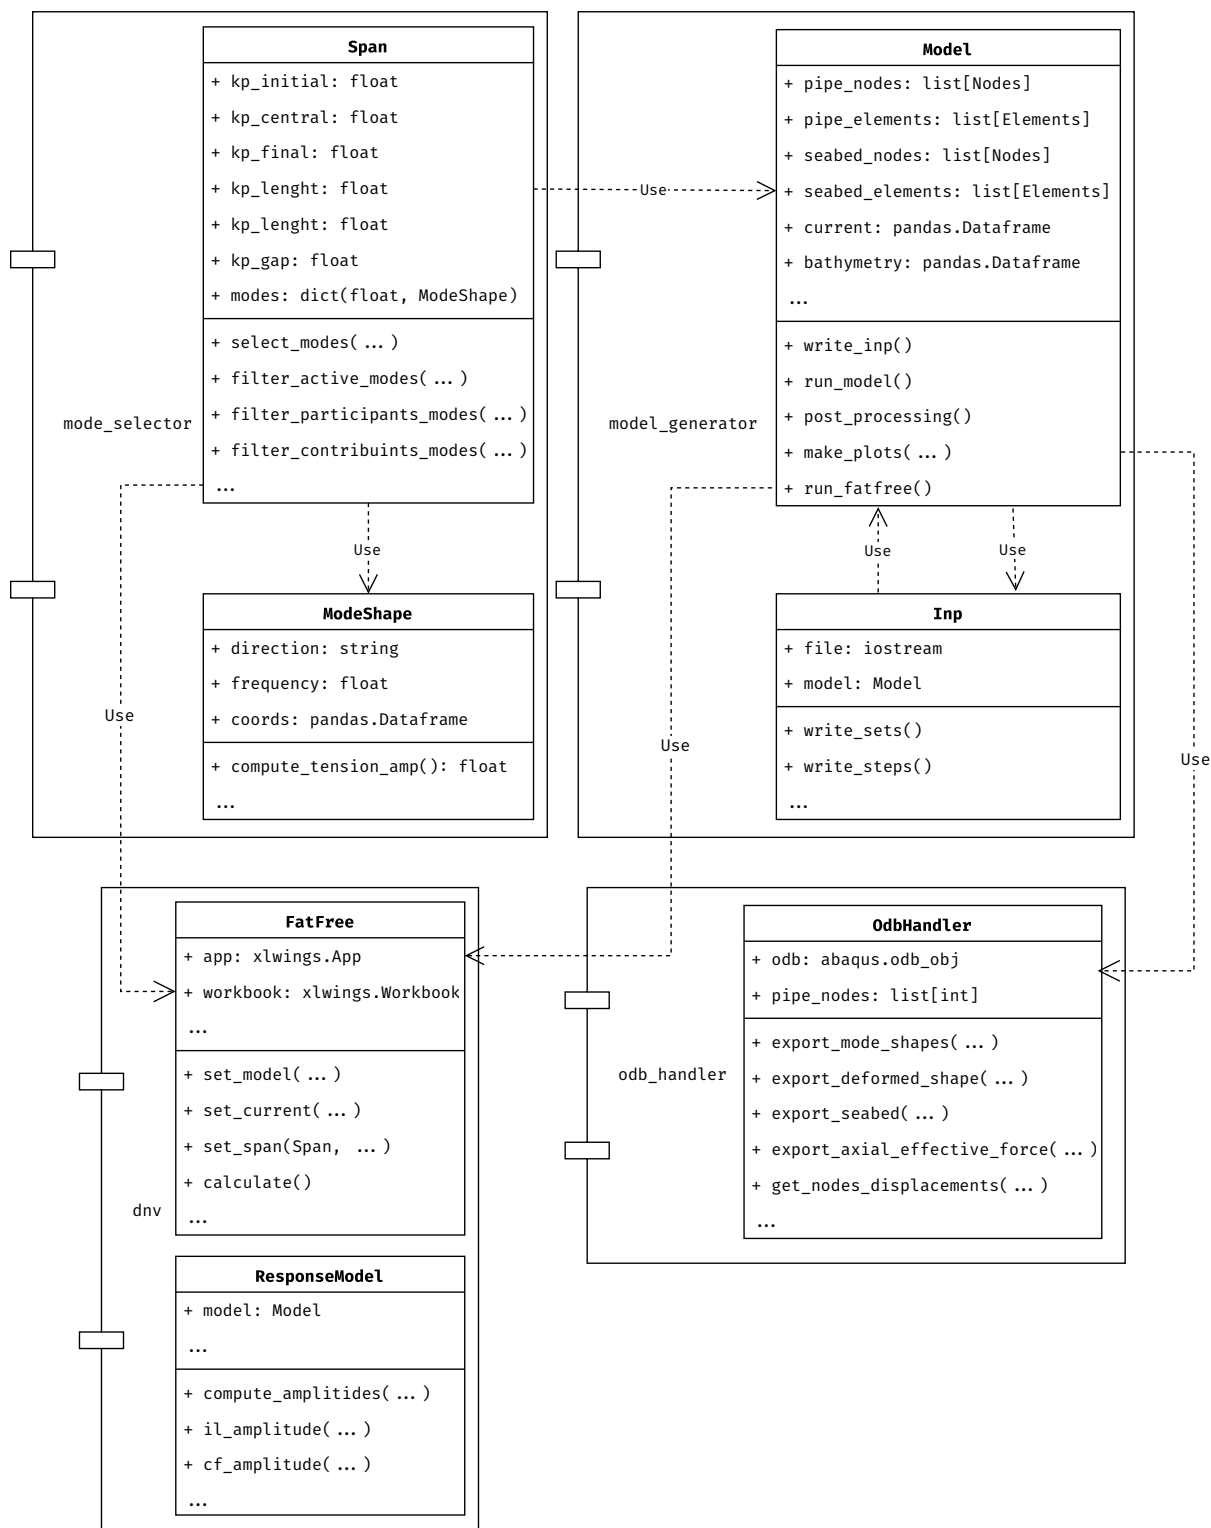 Span
+ kp_initial: float
+ kp_central: float
+ kp_final: float
+ kp_lenght: float
+ kp_lenght: float
+ kp_gap: float
+ modes: dict(float, ModeShape)
+ select_modes(...)
+ filter_active_modes(...)
+ filter_participants_modes(...)
+ filter_contribuints_modes(...)
...
mode_selector
Use
Use
Use
ModeShape
+ direction: string
+ frequency: float
+ coords: pandas.Dataframe
+ compute_tension_amp(): float
...
Model
+ pipe_nodes: list[Nodes]
+ pipe_elements: list[Elements]
+ seabed_nodes: list[Nodes]
+ seabed_elements: list[Elements]
+ current: pandas.Dataframe
+ bathymetry: pandas.Dataframe
...
+ write_inp()
+ run_model()
+ post_processing()
+ make_plots(...)
+ run_fatfree()
model_generator
Use
Use
Use
Use
Inp
+ file: iostream
+ model: Model
+ write_sets()
+ write_steps()
...
FatFree
+ app: xlwings.App
+ workbook: xlwings.Workbook
...
+ set_model(...)
+ set_current(...)
+ set_span(Span, ...)
+ calculate()
...
dnv
ResponseModel
+ model: Model
...
+ compute_amplitides(...)
+ il_amplitude(...)
+ cf_amplitude(...)
...
OdbHandler
+ odb: abaqus.odb_obj
+ pipe_nodes: list[int]
+ export_mode_shapes(...)
+ export_deformed_shape(...)
+ export_seabed(...)
+ export_axial_effective_force(...)
+ get_nodes_displacements(...)
...
odb_handler